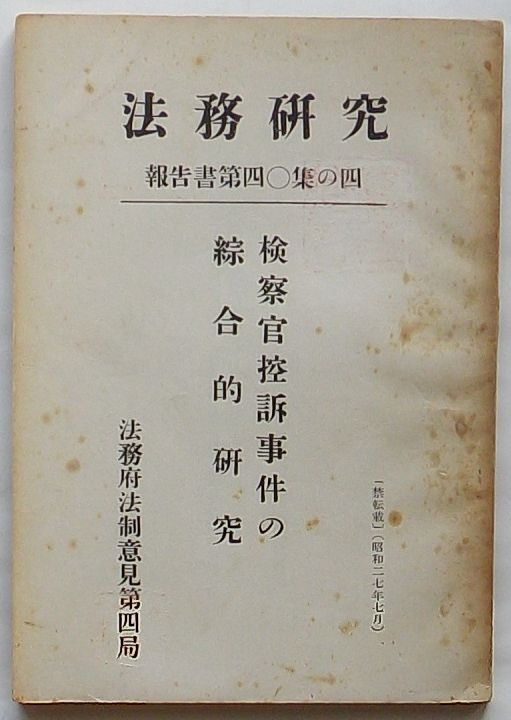 法務研究
報告書第四〇集の四
検察官控訴事件の
綜合的研究
〔禁転載〕(昭和二七年七月)
法務府法制意見第四局